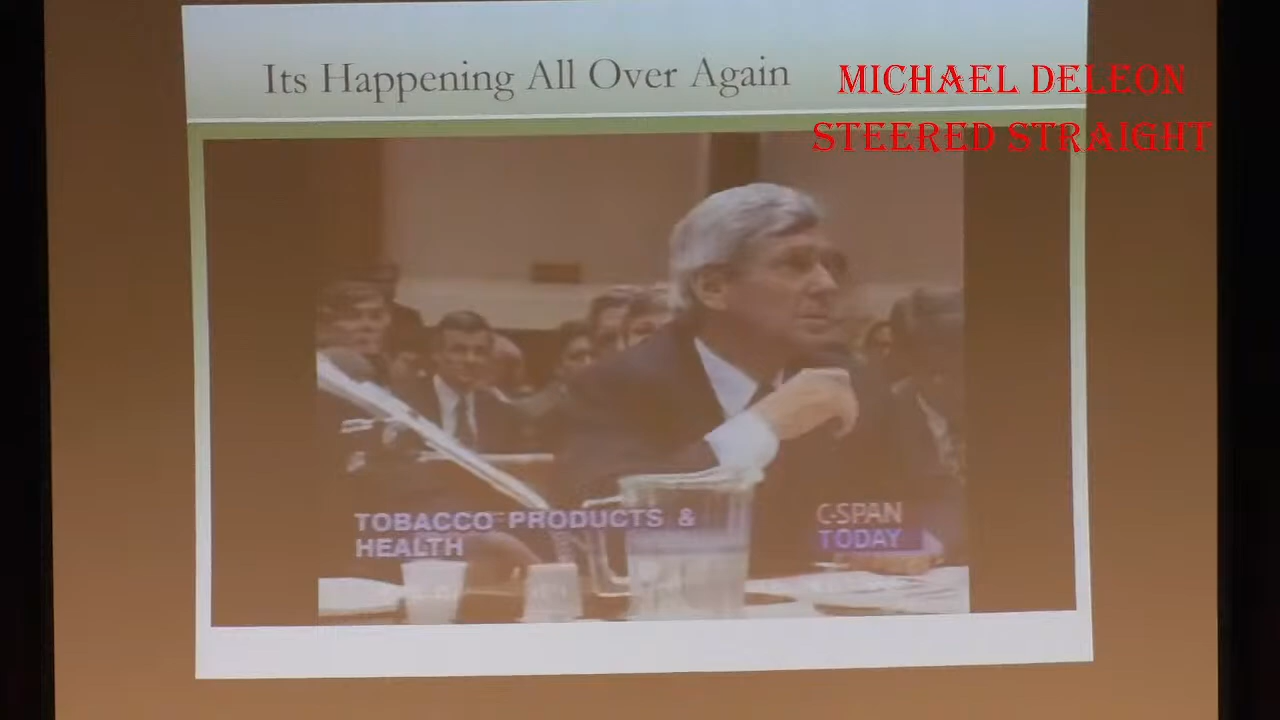 Its Happening All Over Again
MICHAEL DELEON
STEERED STRAIGHT
TOBACCO PRODUCTS &
HEALTH
C-SPAN
TODAY